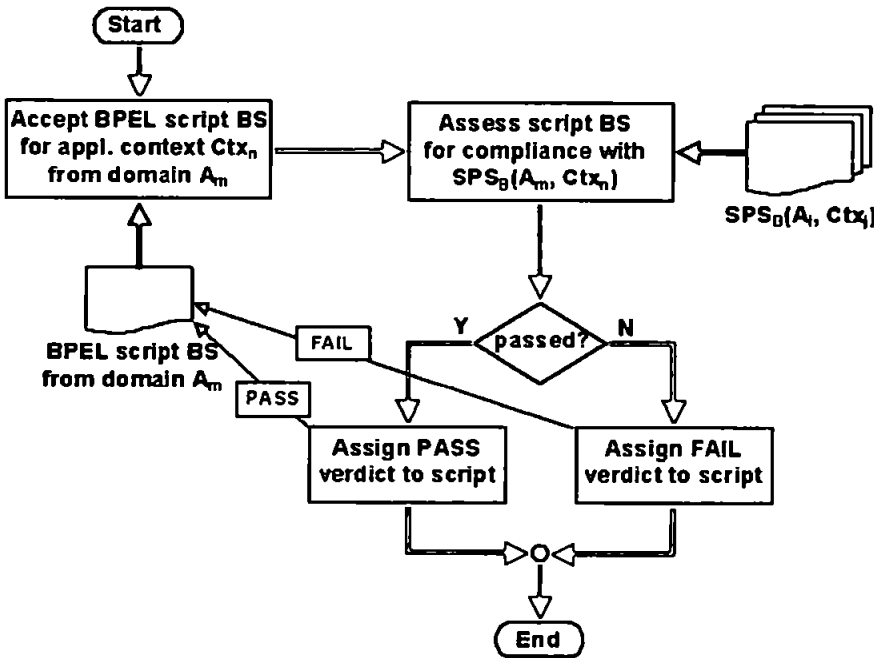 Start
Accept BPEL script BS
for appl. context Ctxn
from domain Am
Assess script BS
for compliance with
SPSB(Am, Ctxn)
SPSB(Ai, Ctxj)
BPEL script BS
from domain Am
FAIL
PASS
Y
passed?
N
Assign PASS
verdict to script
Assign FAIL
verdict to script
End